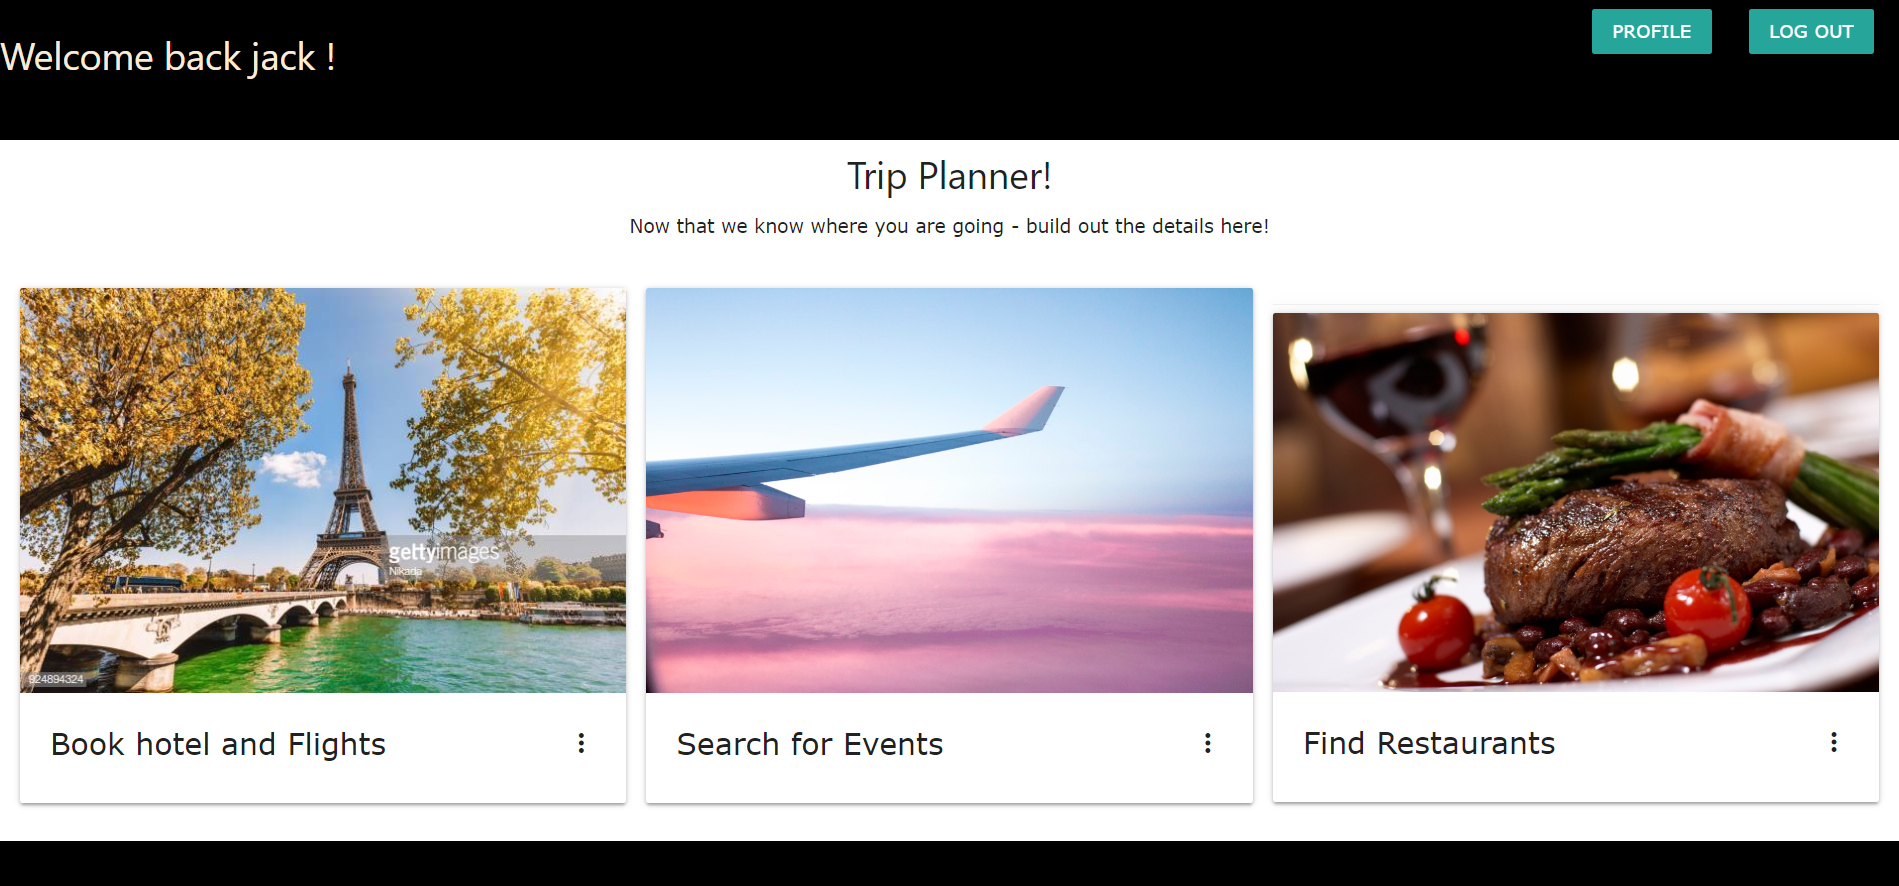 Welcome back jack !
PROFILE
LOG OUT
Trip Planner!
Now that we know where you are going - build out the details here!
gettyimages
Nikada
924894324
Book hotel and Flights
Search for Events
Find Restaurants